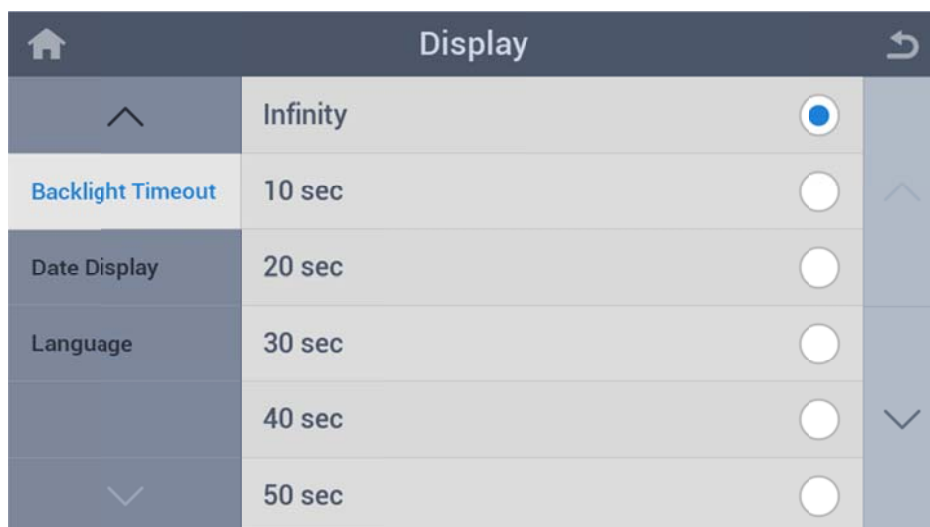 Display
Infinity
Backlight Timeout
10 sec
Date Display
20 sec
Language
30 sec
40 sec
50 sec